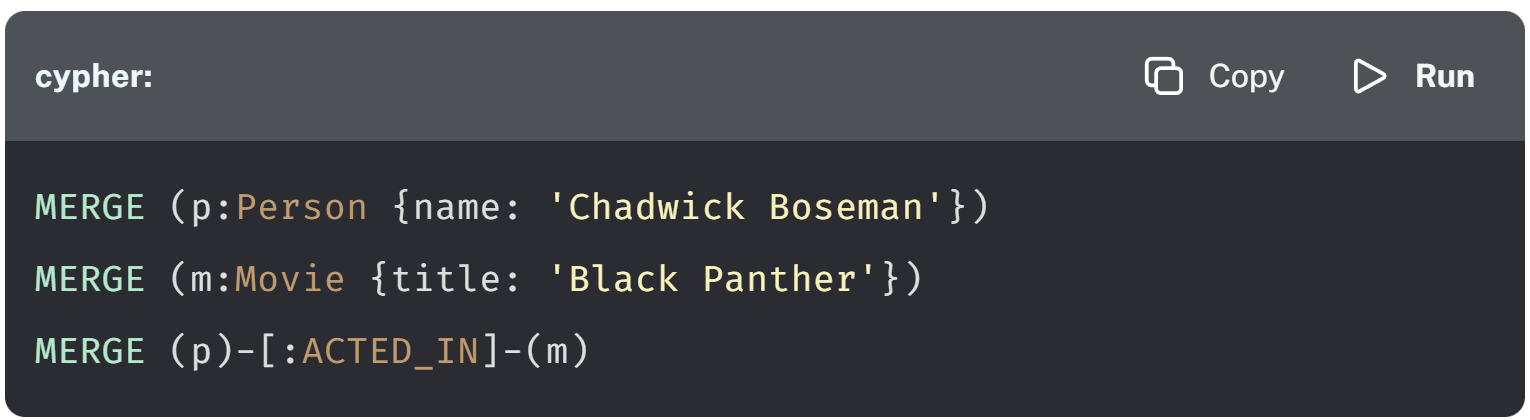 cypher:
Copy
Run
MERGE (p:Person {name: 'Chadwick Boseman'})
MERGE (m:Movie {title: 'Black Panther'})
MERGE (p)-[:ACTED_IN]-(m)